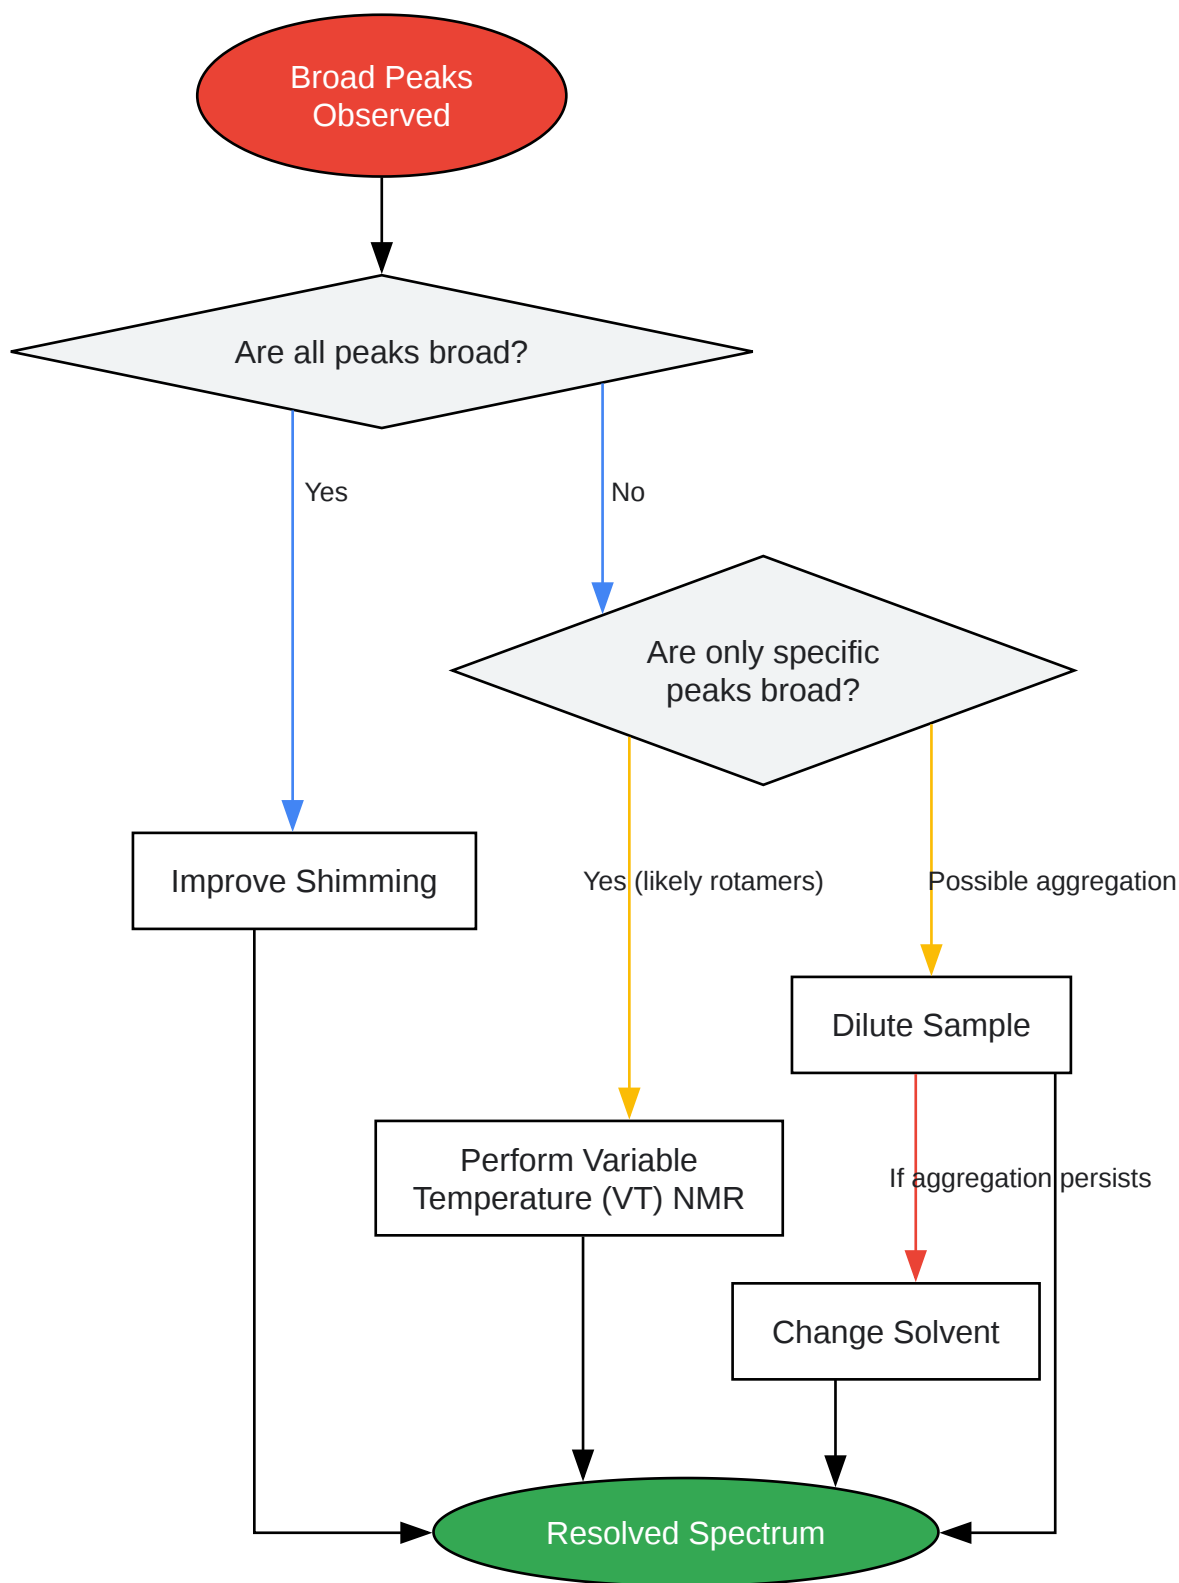 Broad Peaks
Observed
Are all peaks broad?
Yes
No
Are only specific
peaks broad?
Improve Shimming
Yes (likely rotamers)
Possible aggregation
Dilute Sample
Perform Variable
Temperature (VT) NMR
If aggregation persists
Change Solvent
Resolved Spectrum